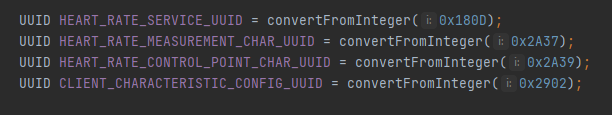 UUID HEART_RATE_SERVICE_UUID = convertFromInteger( i: 0x180D);
UUID HEART_RATE_MEASUREMENT_CHAR_UUID = convertFromInteger( i: 0x2A37);
UUID HEART_RATE_CONTROL_POINT_CHAR_UUID = convertFromInteger( i: 0x2A39);
UUID CLIENT_CHARACTERISTIC_CONFIG_UUID = convertFromInteger( i: 0x2902);